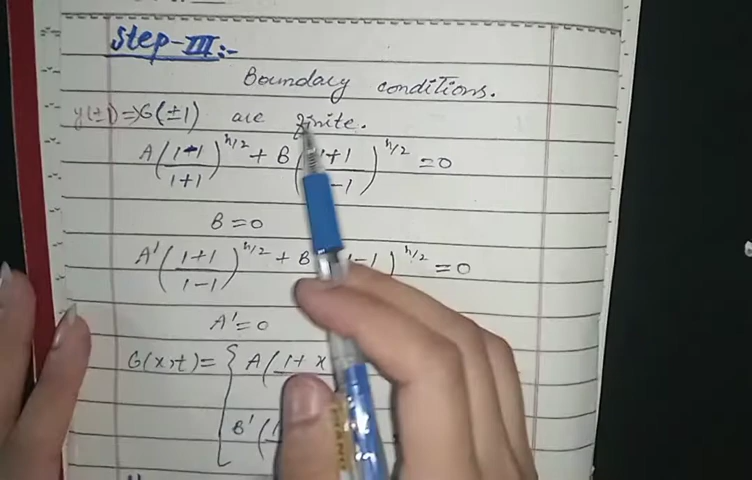 Step-III:-
Boundary conditions.
y(±1)=>G(±1) are finite.
A(1-1/1+1)^n/2 + B(1+1/-1)^n/2 = 0
B=0
A'(1+1/1-1)^n/2 + B 1-1)^n/2 = 0
A'=0
G(x,t)= { A(1+x
B'(